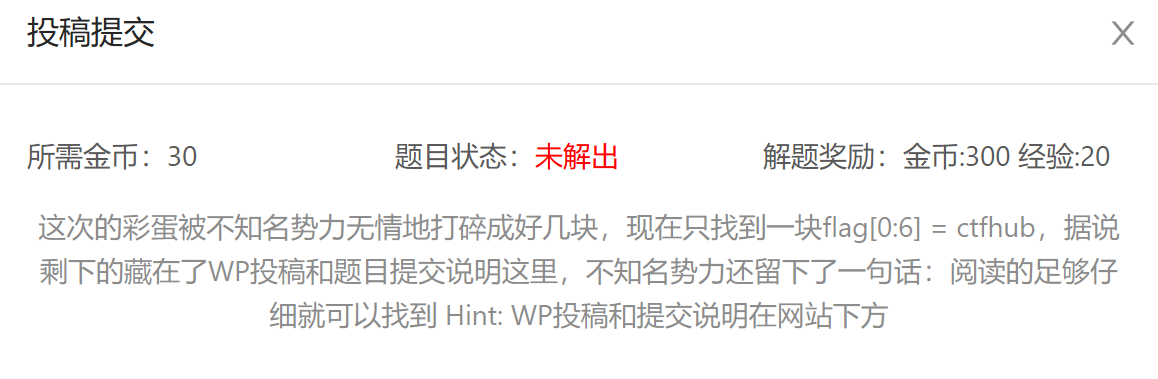 投稿提交
所需金币：30 题目状态：未解出 解题奖励：金币:300 经验:20
这次的彩蛋被不知名势力无情地打碎成好几块，现在只找到一块flag[0:6] = ctfhub，据说
剩下的藏在了WP投稿和题目提交说明这里，不知名势力还留下了一句话：阅读的足够仔
细就可以找到 Hint: WP投稿和提交说明在网站下方